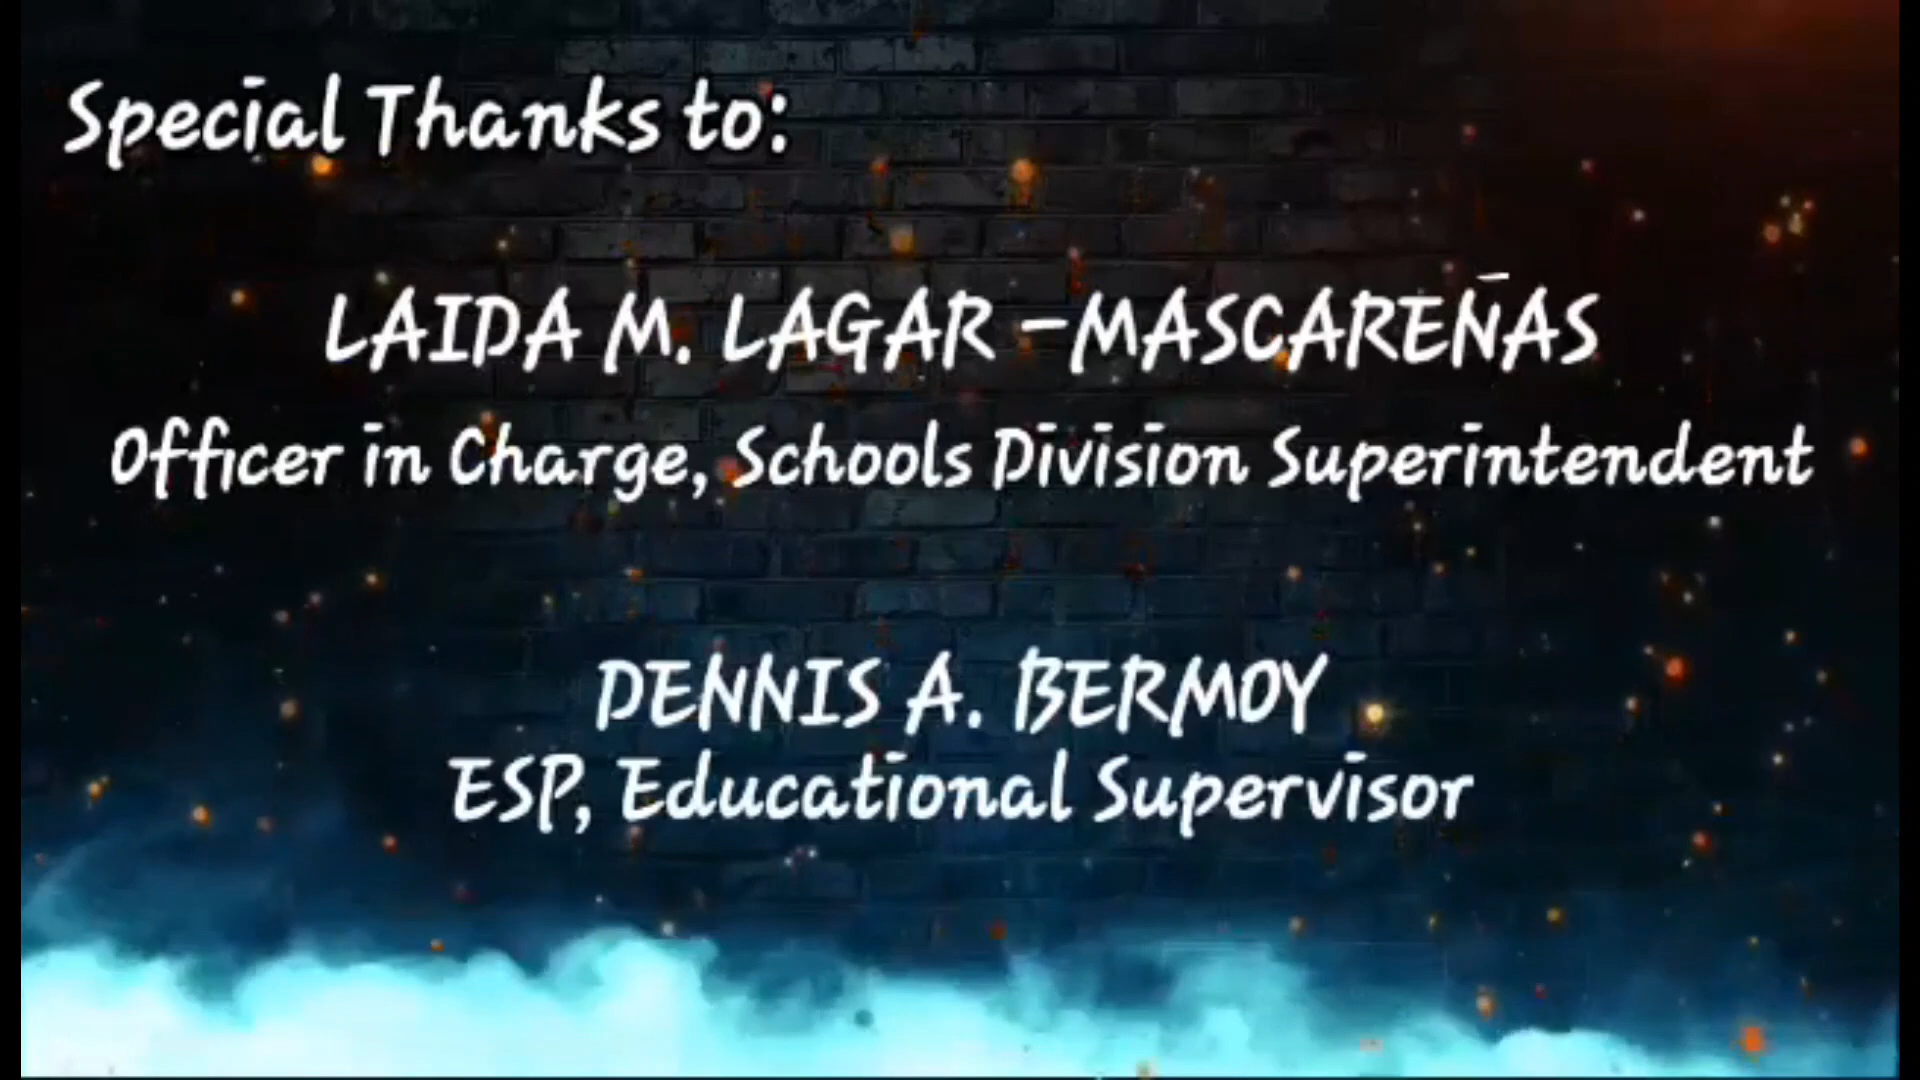 Special Thanks to:
LAIDA M. LAGAR -MASCAREÑAS
Officer in Charge, Schools Division Superintendent
DENNIS A. BERMOY
ESP, Educational Supervisor